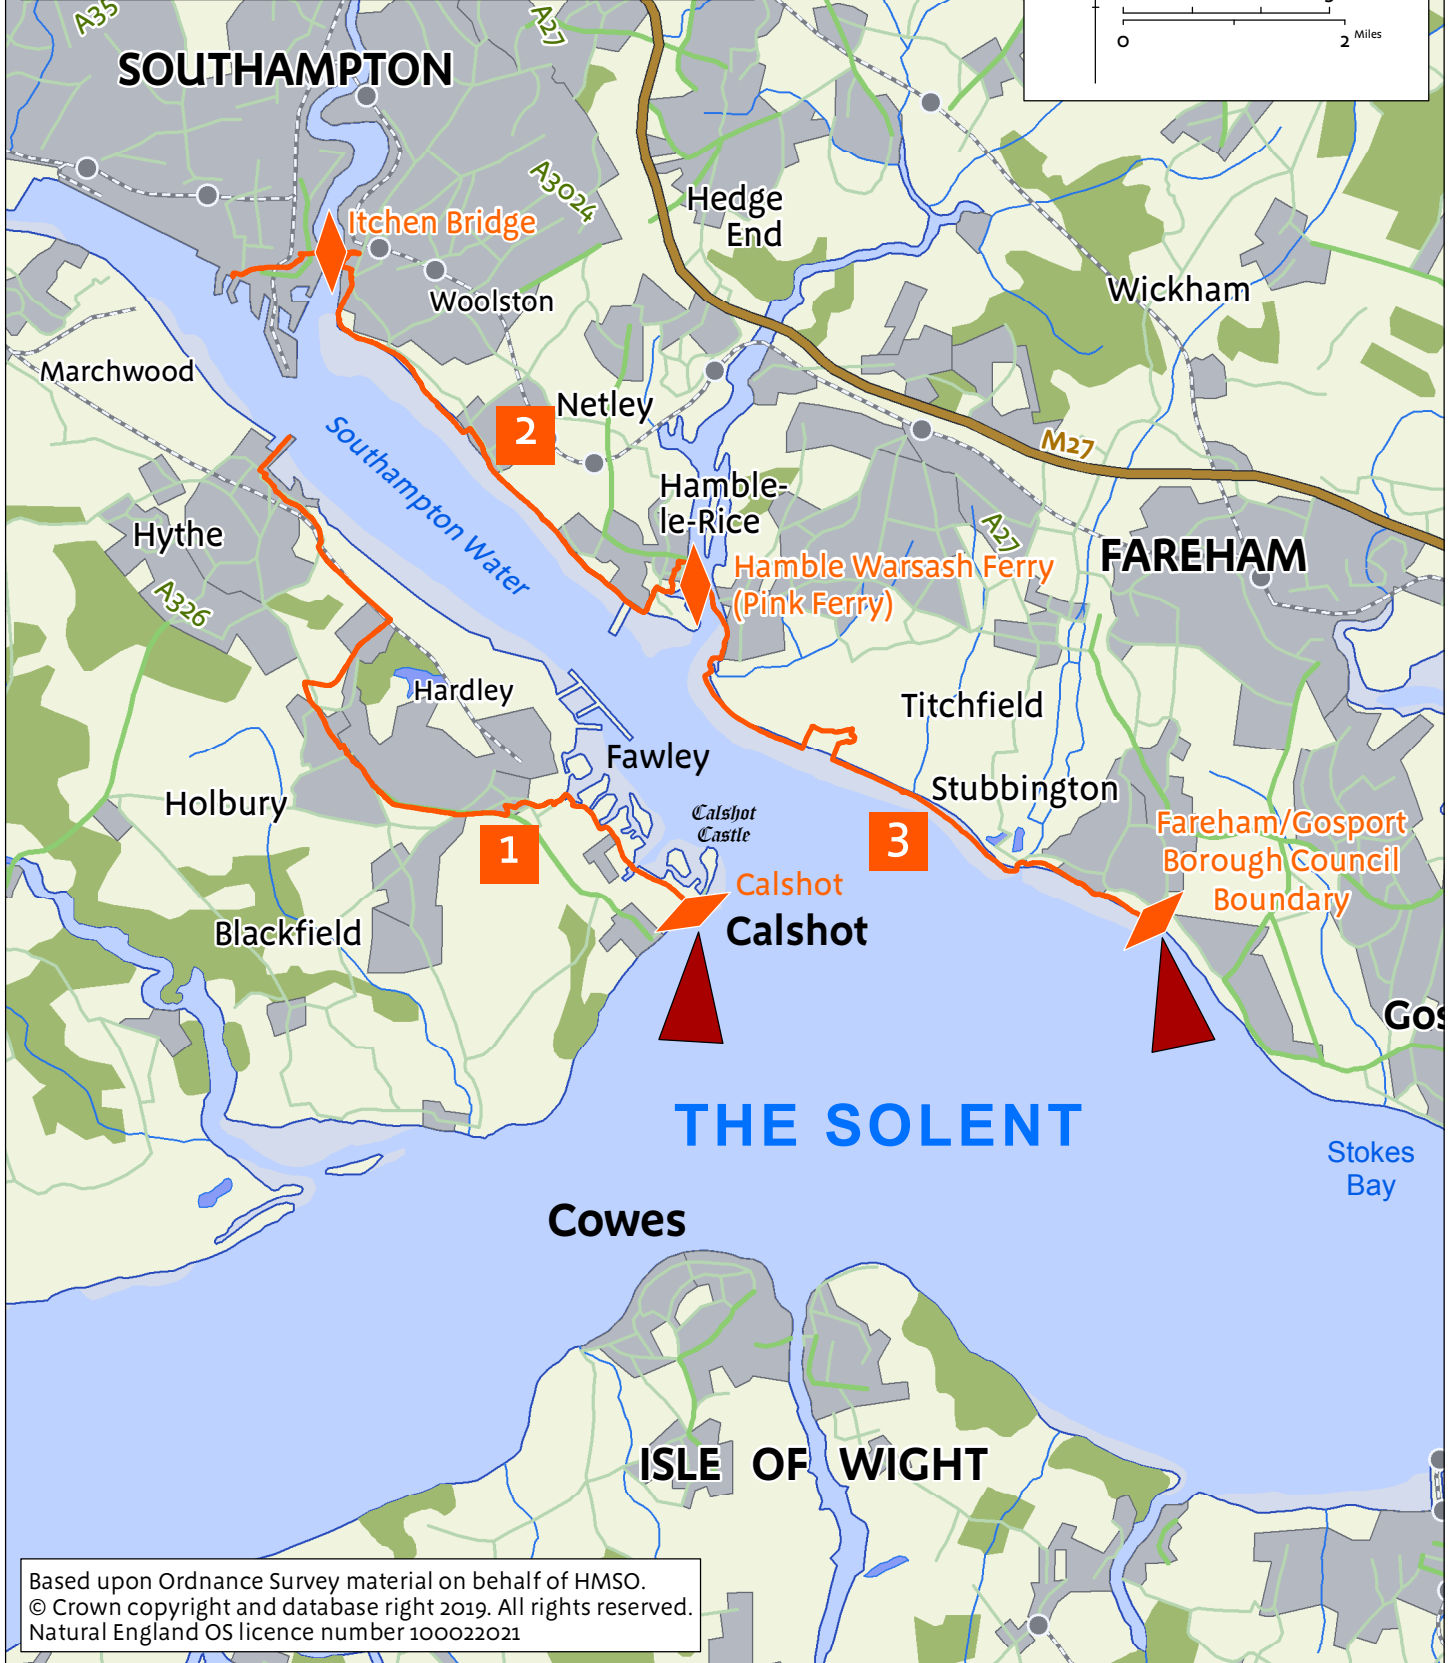 A35
A27
0
2 Miles
SOUTHAMPTON
A3024
Hedge
End
Itchen Bridge
Woolston
Wickham
Marchwood
Netley
2
Southampton Water
M27
Hamble-
le-Rice
Hythe
A27
FAREHAM
Hamble Warsash Ferry
(Pink Ferry)
A326
Hardley
Titchfield
Fawley
Stubbington
Holbury
Calshot
Castle
1
3
Fareham/Gosport
Borough Council
Boundary
Calshot
Calshot
Blackfield
Gos
THE SOLENT
Stokes
Bay
Cowes
ISLE OF WIGHT
Based upon Ordnance Survey material on behalf of HMSO.
© Crown copyright and database right 2019. All rights reserved.
Natural England OS licence number 100022021